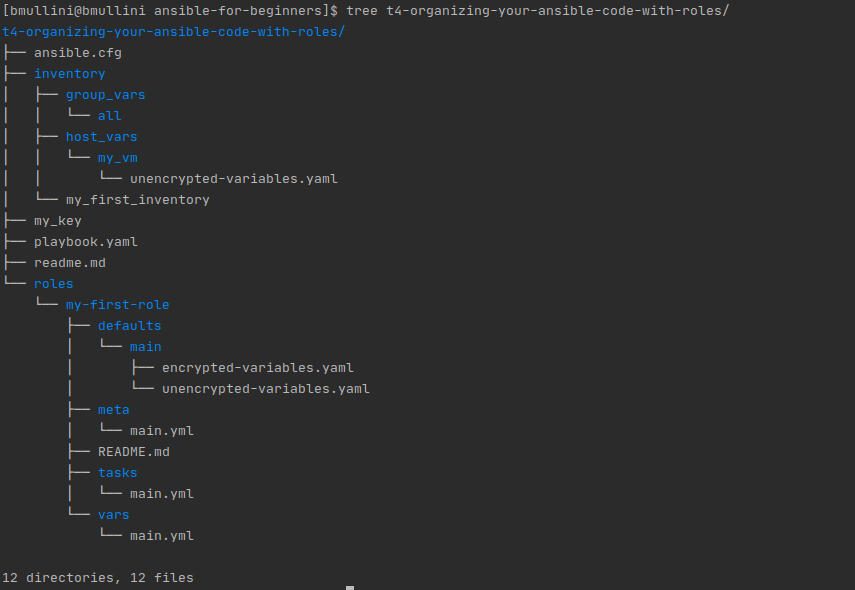 [bmullini@bmullini ansible-for-beginners]$ tree t4-organizing-your-ansible-code-with-roles/
t4-organizing-your-ansible-code-with-roles/
├── ansible.cfg
├── inventory
│   ├── group_vars
│   │   └── all
│   ├── host_vars
│   │   └── my_vm
│   │       └── unencrypted-variables.yaml
│   └── my_first_inventory
├── my_key
├── playbook.yaml
├── readme.md
└── roles
    └── my-first-role
        ├── defaults
        │   └── main
        │       ├── encrypted-variables.yaml
        │       └── unencrypted-variables.yaml
        ├── meta
        │   └── main.yml
        ├── README.md
        ├── tasks
        │   └── main.yml
        └── vars
            └── main.yml

12 directories, 12 files